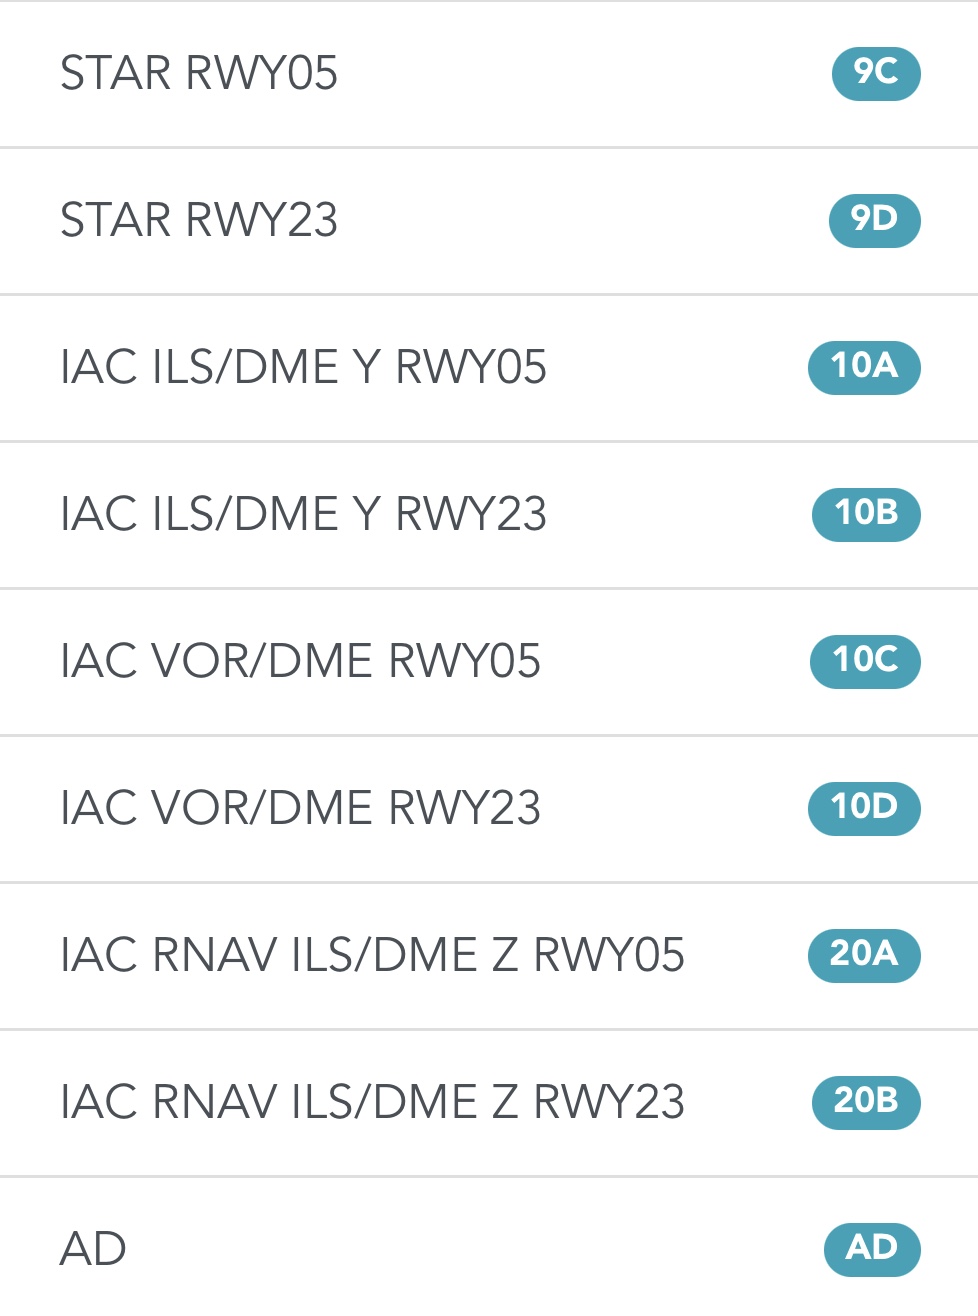 STAR RWY05 9C
STAR RWY23 9D
IAC ILS/DME Y RWY05 10A
IAC ILS/DME Y RWY23 10B
IAC VOR/DME RWY05 10C
IAC VOR/DME RWY23 10D
IAC RNAV ILS/DME Z RWY05 20A
IAC RNAV ILS/DME Z RWY23 20B
AD AD